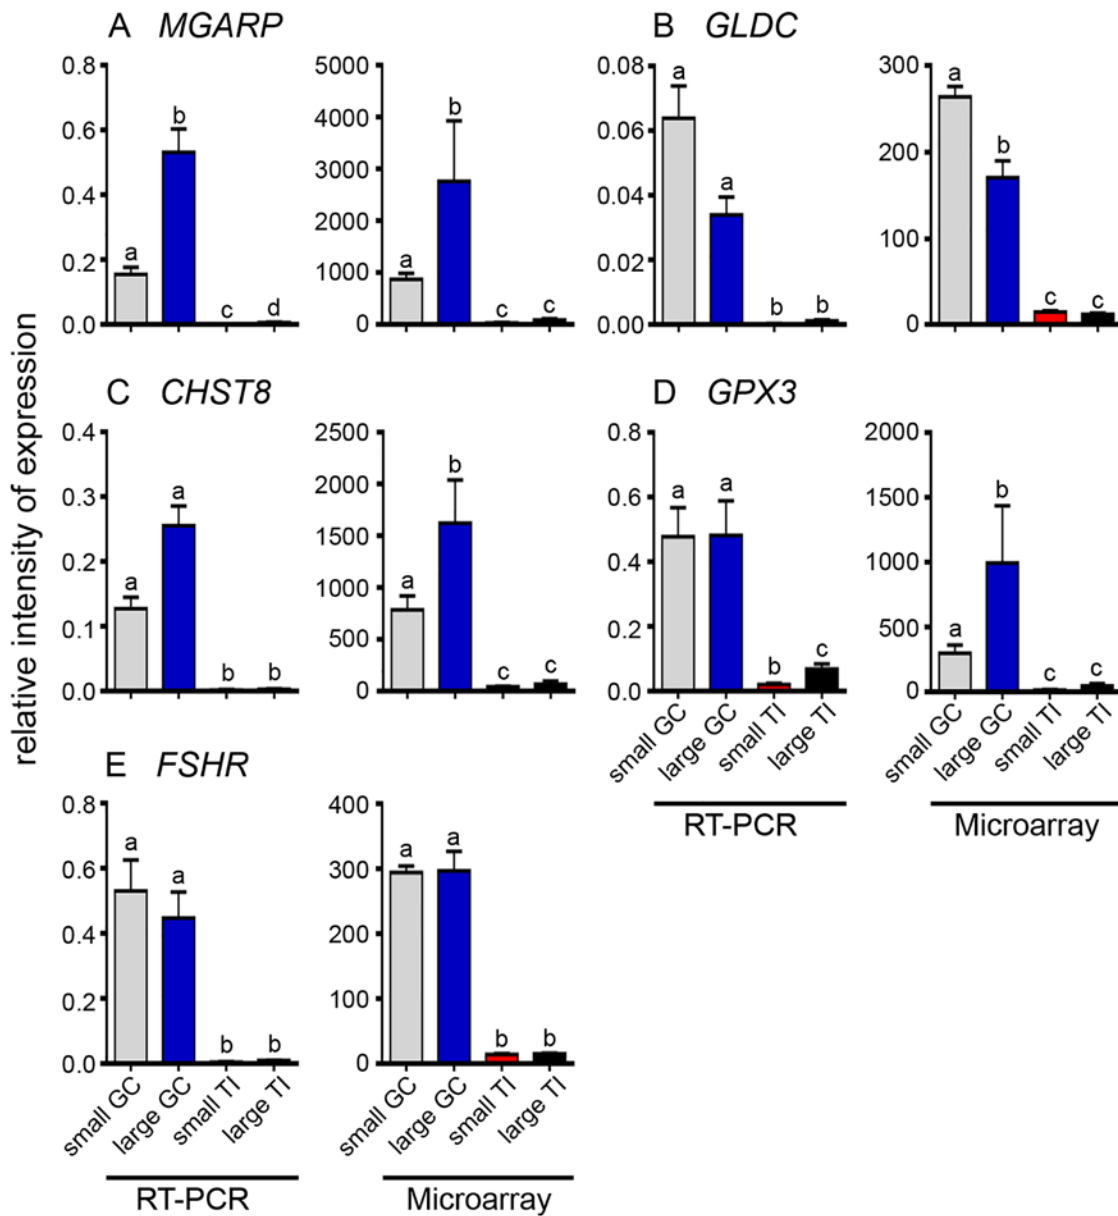 A MGARP
B GLDC
0.8
0.6
0.4
0.2
0.0
a
b
c
d
5000
4000
3000
2000
1000
0
a
b
c
c
0.08
0.06
0.04
0.02
0.00
a
a
b
b
300
200
100
0
a
b
c
c
relative intensity of expression
C CHST8
D GPX3
0.4
0.3
0.2
0.1
0.0
a
a
b
b
2500
2000
1500
1000
500
0
a
b
c
c
0.8
0.6
0.4
0.2
0.0
a
a
b
c
small GC
large GC
small TI
large TI
RT-PCR
2000
1500
1000
500
0
a
b
c
c
small GC
large GC
small TI
large TI
Microarray
E FSHR
0.8
0.6
0.4
0.2
0.0
a
a
b
b
small GC
large GC
small TI
large TI
RT-PCR
400
300
200
100
0
a
a
b
b
small GC
large GC
small TI
large TI
Microarray